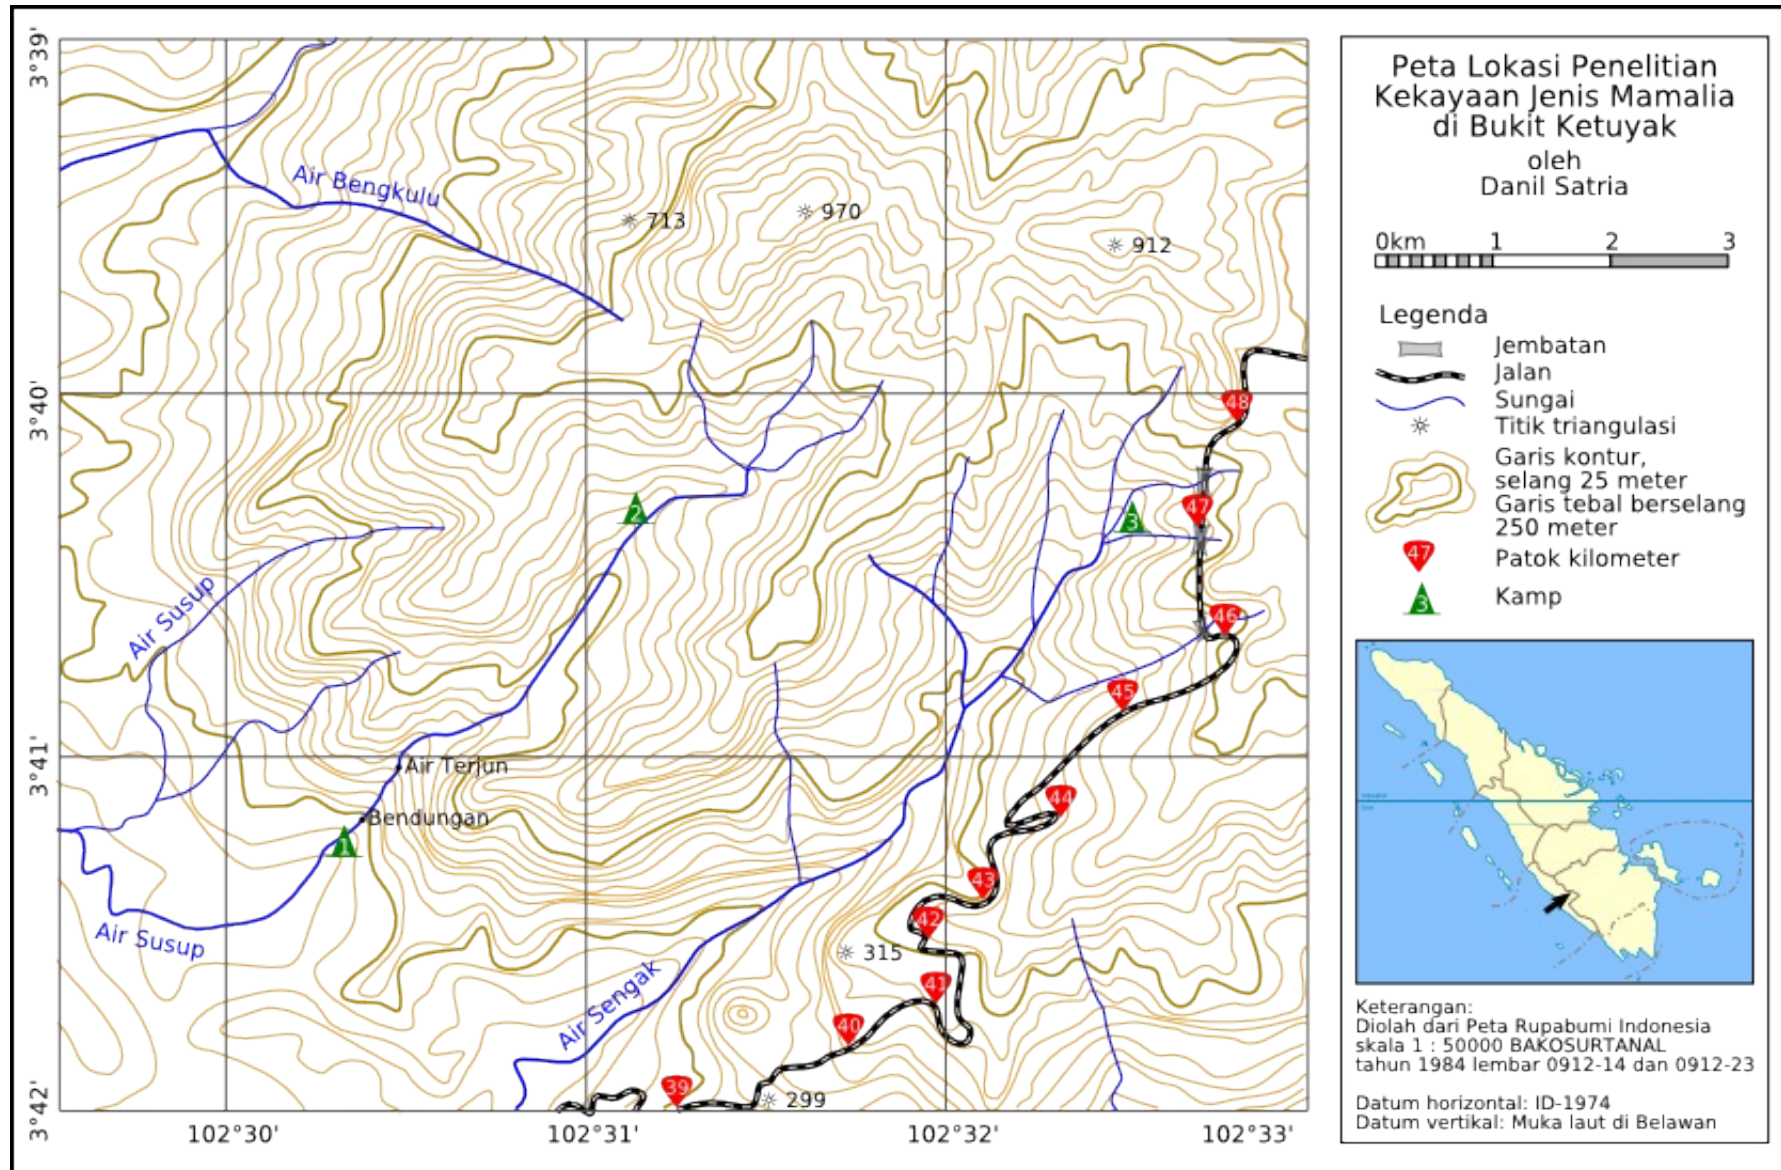 3°39'
3°40'
3°41'
3°42'
102°30'
102°31'
102°32'
102°33'
Air Bengkulu
713
970
912
48
47
46
45
44
43
42
41
40
39
2
3
1
Air Susup
Air Terjun
Bendungan
Air Susup
Air Sengak
315
299
Peta Lokasi Penelitian
Kekayaan Jenis Mamalia
di Bukit Ketuyak
oleh
Danil Satria
0km 1 2 3
Legenda
Jembatan
Jalan
Sungai
Titik triangulasi
Garis kontur,
selang 25 meter
Garis tebal berselang
250 meter
47 Patok kilometer
3 Kamp
Keterangan:
Diolah dari Peta Rupabumi Indonesia
skala 1 : 50000 BAKOSURTANAL
tahun 1984 lembar 0912-14 dan 0912-23
Datum horizontal: ID-1974
Datum vertikal: Muka laut di Belawan